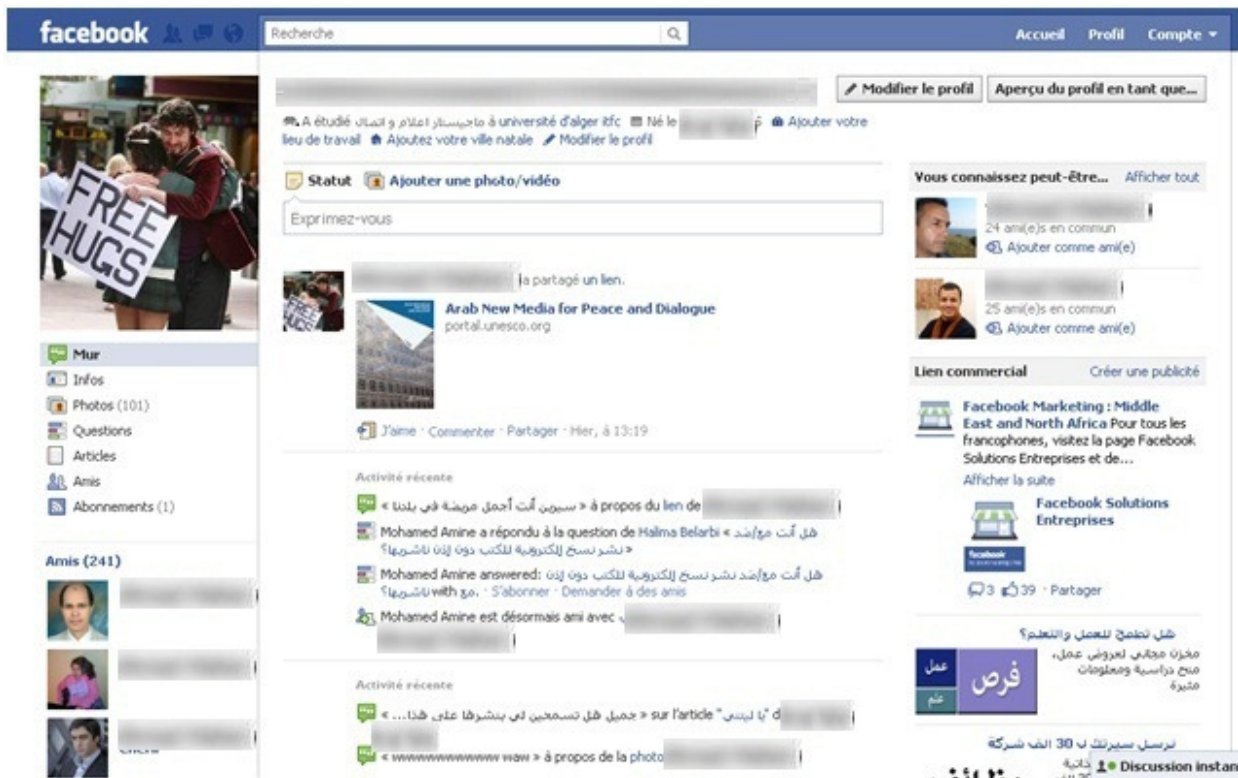 facebook
Recherche
Accueil Profil Compte
FREE
HUGS
Modifier le profil
Aperçu du profil en tant que...
A étudié ماجيستار اعلام و اتصال à université d'alger itfc Né le Ajouter votre
lieu de travail Ajoutez votre ville natale Modifier le profil
Statut Ajouter une photo/vidéo
Exprimez-vous
a partagé un lien.
Arab New Media for Peace and Dialogue
portal.unesco.org
J'aime · Commenter · Partager · Hier, à 13:19
Activité récente
« سيرين أنت أجمل مريضة في بلدنا » à propos du lien de
Mohamed Amine a répondu à la question de Halima Belarbi « هل أنت مع/ضد
نشر نسخ إلكترونية للكتب دون إذن ناشريها؟ »
Mohamed Amine answered: هل أنت مع/ضد نشر نسخ إلكترونية للكتب دون إذن
ناشريها؟ with مع. · S'abonner · Demander à des amis
Mohamed Amine est désormais ami avec
Activité récente
« جميل هل تسمحين لي بنشرها على هذا... » sur l'article "يا ليتني" d
« wwwwwwwwwwww waw » à propos de la photo
Mur
Infos
Photos (101)
Questions
Articles
Amis
Abonnements (1)
Amis (241)
Vous connaissez peut-être... Afficher tout
24 ami(e)s en commun
Ajouter comme ami(e)
25 ami(e)s en commun
Ajouter comme ami(e)
Lien commercial Créer une publicité
Facebook Marketing : Middle
East and North Africa Pour tous les
francophones, visitez la page Facebook
Solutions Entreprises et de...
Afficher la suite
Facebook Solutions
Entreprises
facebook
3 39 · Partager
هل تطمح للعمل والتعلم؟
مخزن مجاني لعروض عمل،
منح دراسية ومعلومات
مثيرة
عمل
علم
فرص
ترسل سيرتك ل 30 الف شركة
Discussion instan